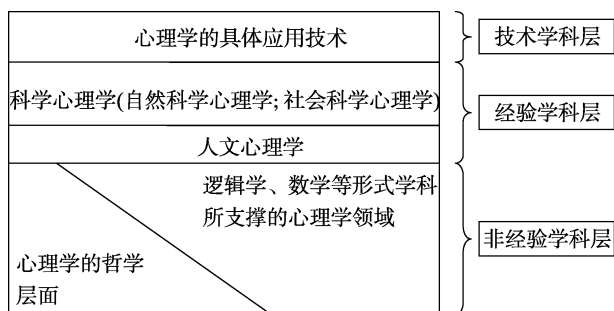 心理学的具体应用技术
技术学科层
科学心理学(自然科学心理学; 社会科学心理学)
经验学科层
人文心理学
逻辑学、数学等形式学科
所支撑的心理学领域
非经验学科层
心理学的哲学
层面